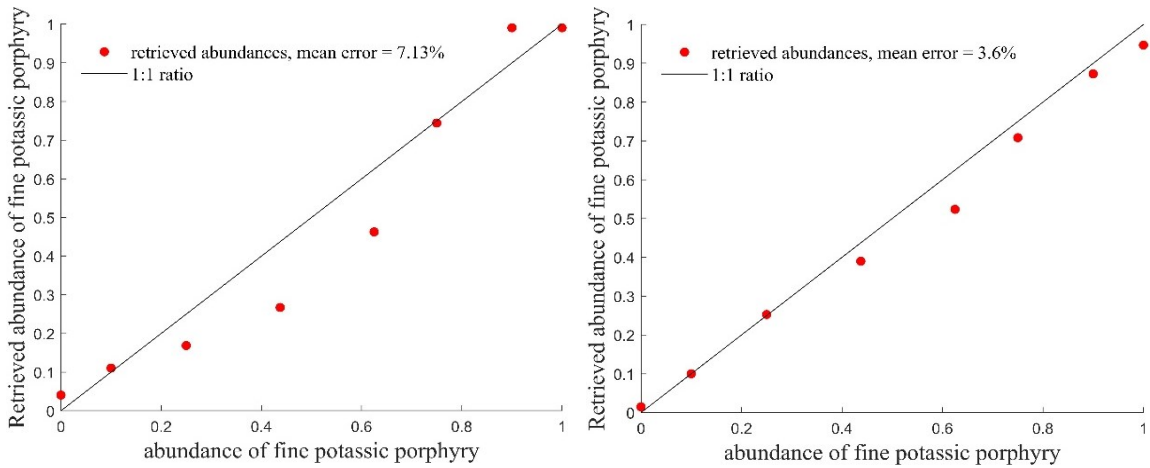 Retrieved abundance of fine potassic porphyry
1
0.9
0.8
0.7
0.6
0.5
0.4
0.3
0.2
0.1
0
retrieved abundances, mean error = 7.13%
1:1 ratio
0 0.2 0.4 0.6 0.8 1
abundance of fine potassic porphyry
Retrieved abundance of fine potassic porphyry
1
0.9
0.8
0.7
0.6
0.5
0.4
0.3
0.2
0.1
0
retrieved abundances, mean error = 3.6%
1:1 ratio
0 0.2 0.4 0.6 0.8 1
abundance of fine potassic porphyry